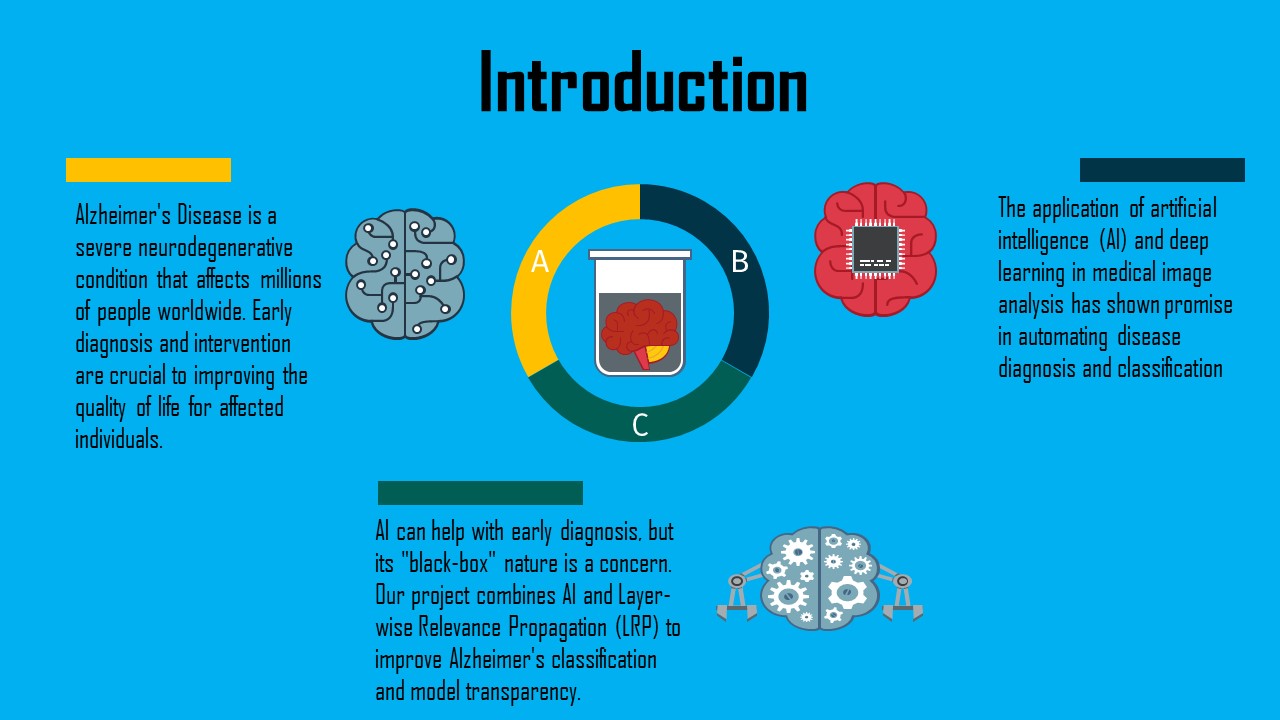 Introduction
Alzheimer's Disease is a
severe neurodegenerative
condition that affects millions
of people worldwide. Early
diagnosis and intervention
are crucial to improving the
quality of life for affected
individuals.
A
B
C
The application of artificial
intelligence (AI) and deep
learning in medical image
analysis has shown promise
in automating disease
diagnosis and classification
AI can help with early diagnosis, but
its "black-box" nature is a concern.
Our project combines AI and Layer-
wise Relevance Propagation (LRP) to
improve Alzheimer's classification
and model transparency.